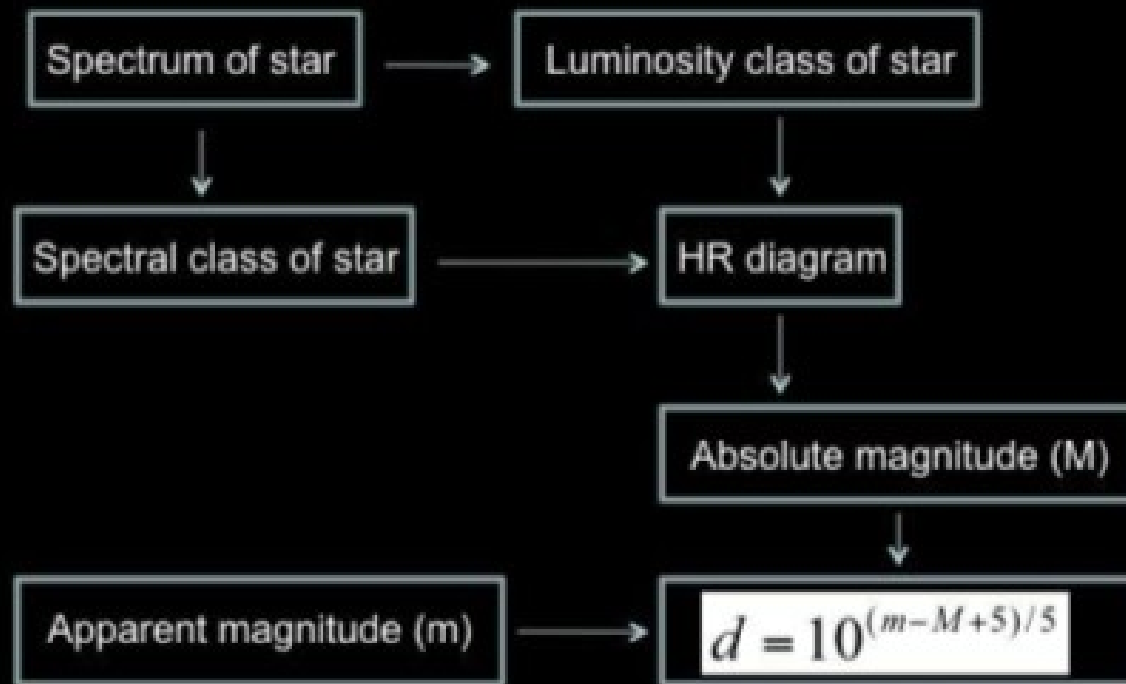 Spectrum of star
Luminosity class of star
Spectral class of star
HR diagram
Absolute magnitude (M)
Apparent magnitude (m)
d = 10^{(m-M+5)/5}